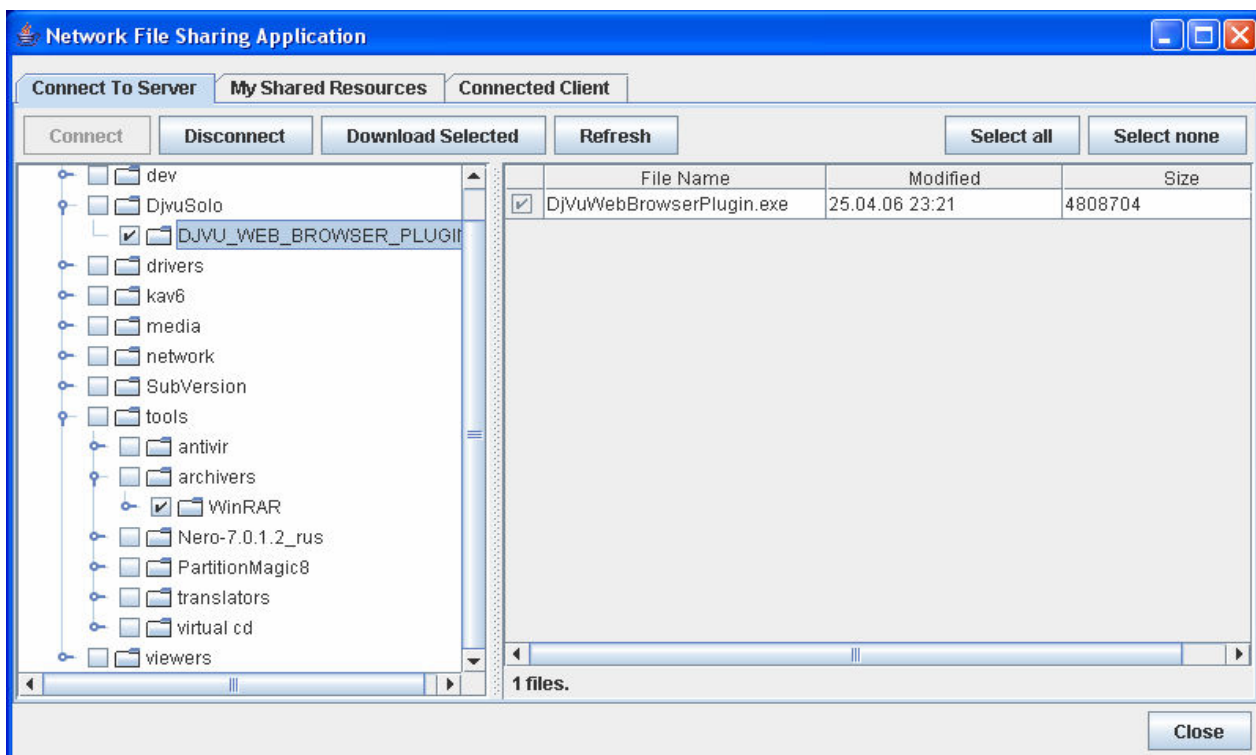 Network File Sharing Application
Connect To Server My Shared Resources Connected Client
Connect Disconnect Download Selected Refresh Select all Select none
dev
DjvuSolo
DJVU_WEB_BROWSER_PLUGIN
drivers
kav6
media
network
SubVersion
tools
antivir
archivers
WinRAR
Nero-7.0.1.2_rus
PartitionMagic8
translators
virtual cd
viewers
File Name Modified Size
DjVuWebBrowserPlugin.exe 25.04.06 23:21 4808704
1 files.
Close